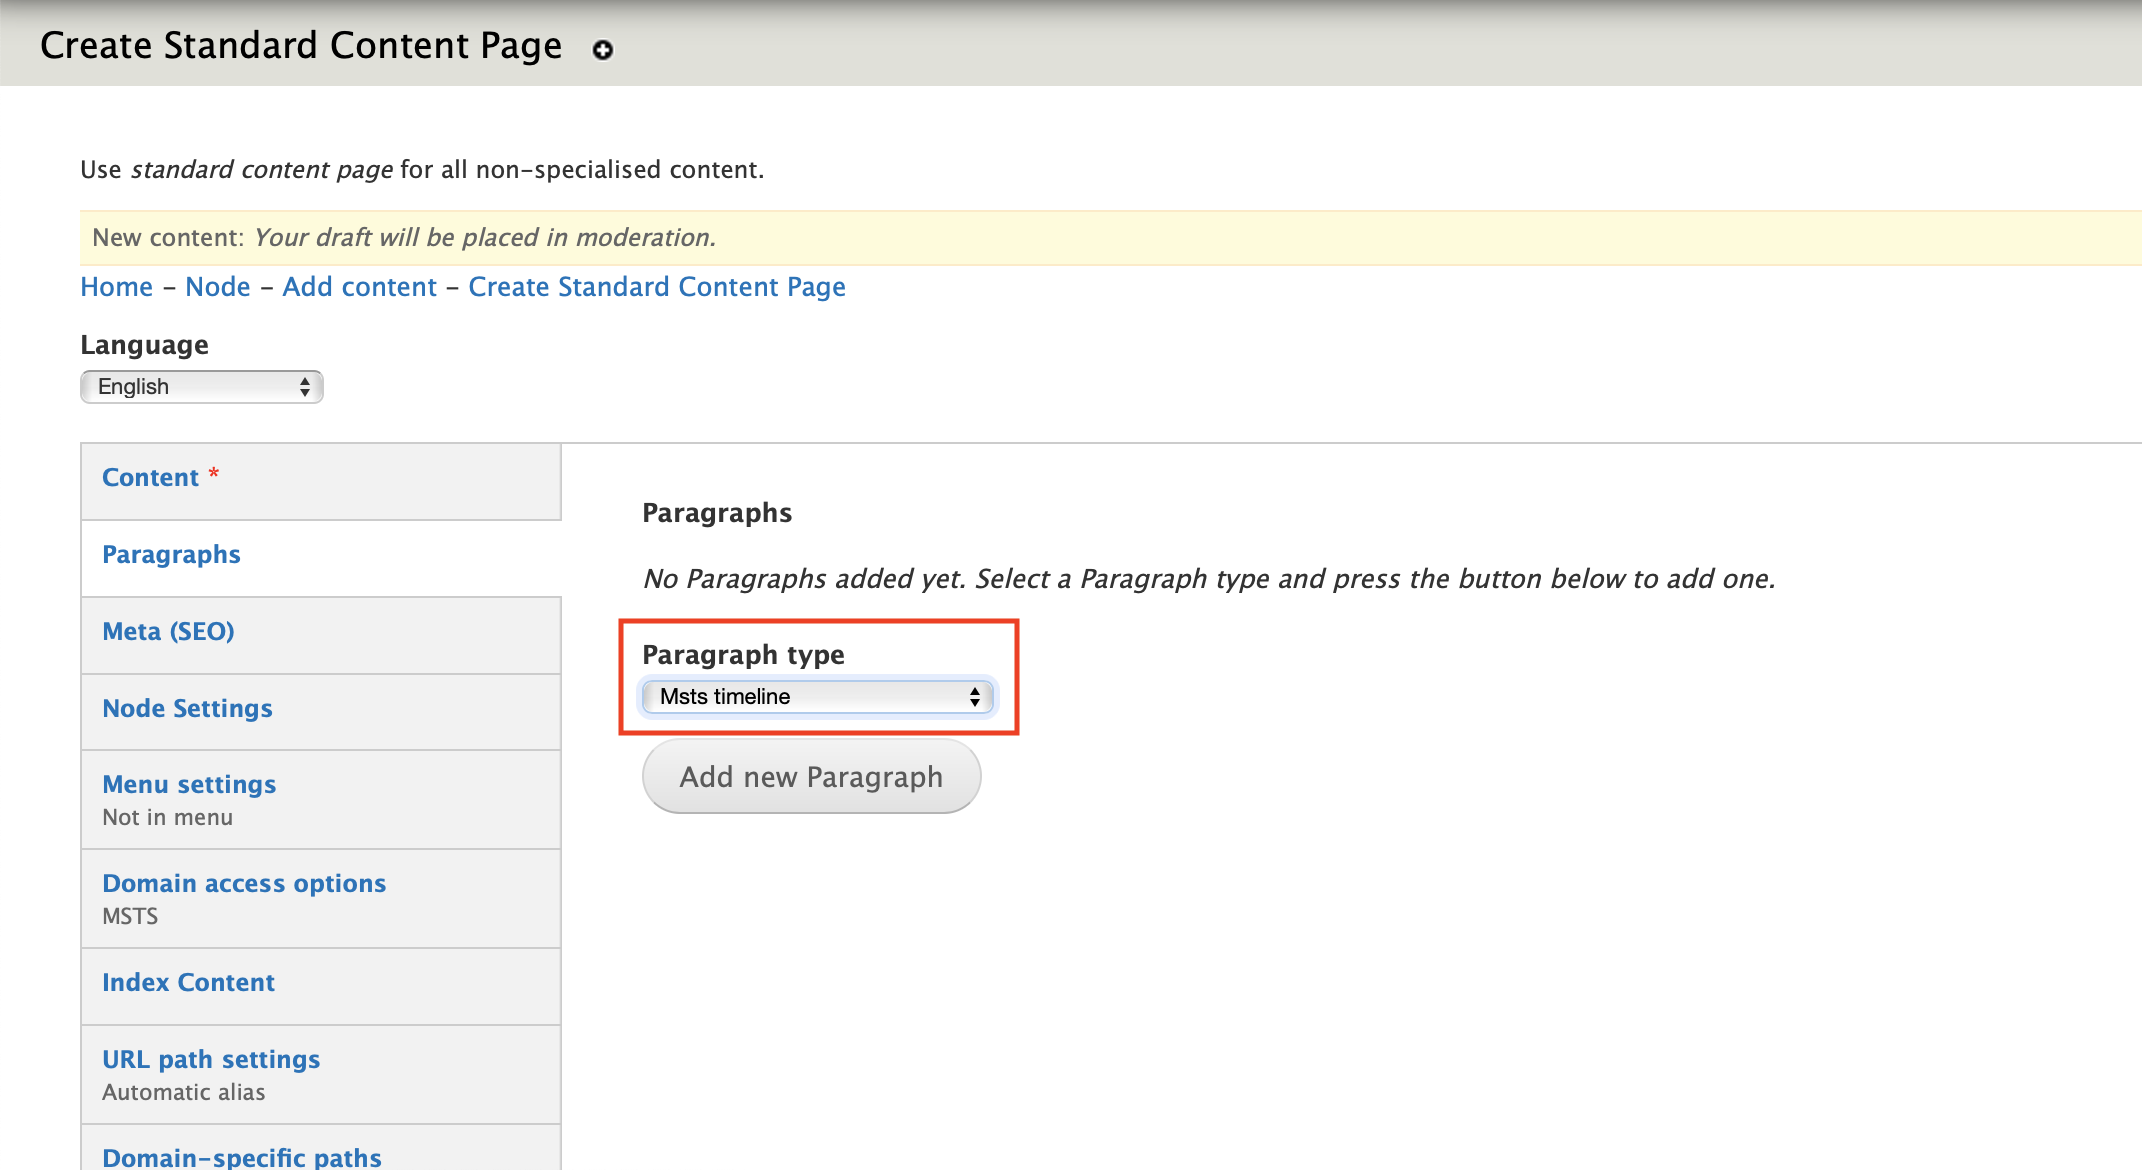 Create Standard Content Page
Use standard content page for all non-specialised content.
New content: Your draft will be placed in moderation.
Home – Node – Add content – Create Standard Content Page
Language
English
Content *
Paragraphs
Meta (SEO)
Node Settings
Menu settings
Not in menu
Domain access options
MSTS
Index Content
URL path settings
Automatic alias
Domain-specific paths
Paragraphs
No Paragraphs added yet. Select a Paragraph type and press the button below to add one.
Paragraph type
Msts timeline
Add new Paragraph